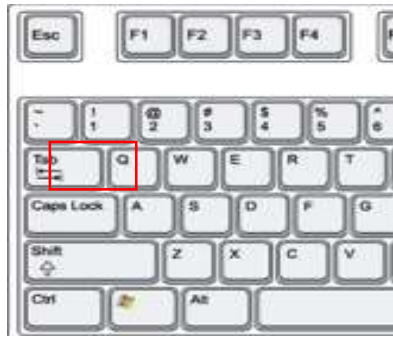 Esc F1 F2 F3 F4 F
~ ! @ # $ % ^
` 1 2 3 4 5 6
Tab Q W E R T
Caps Lock A S D F G
Shift Z X C V
Ctrl Alt